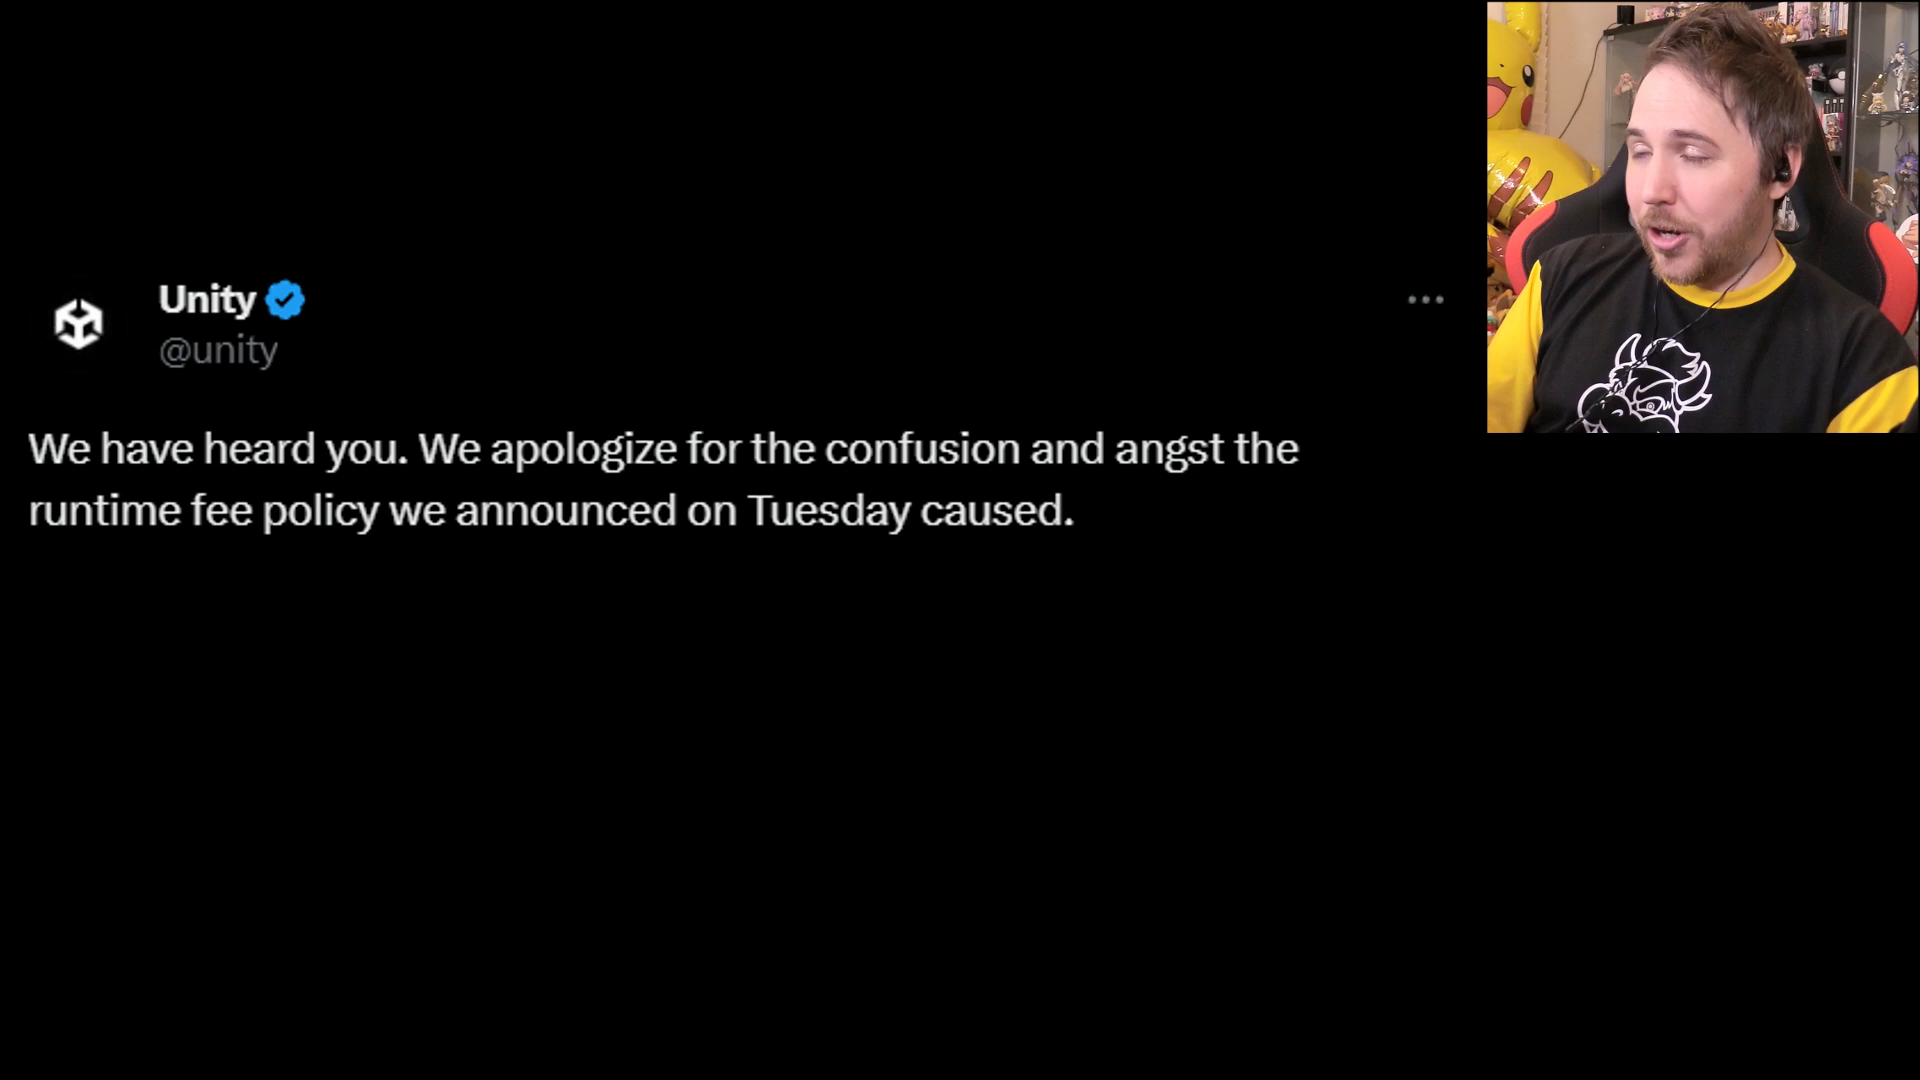 Unity
@unity
We have heard you. We apologize for the confusion and angst the
runtime fee policy we announced on Tuesday caused.